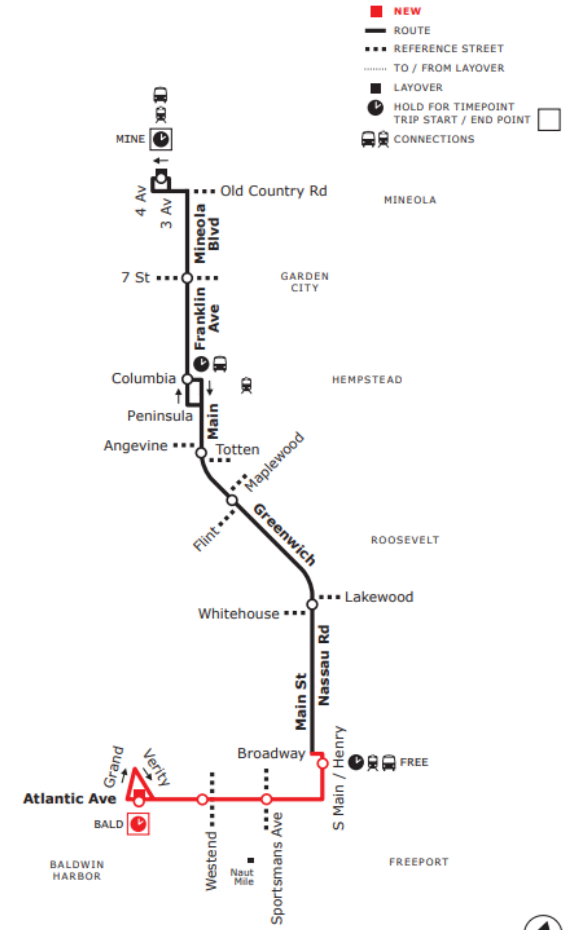 NEW
ROUTE
REFERENCE STREET
TO / FROM LAYOVER
LAYOVER
HOLD FOR TIMEPOINT
TRIP START / END POINT
CONNECTIONS
MINE
4 Av
3 Av
Old Country Rd
MINEOLA
Mineola
Blvd
7 St
GARDEN
CITY
Franklin
Ave
Columbia
HEMPSTEAD
Peninsula
Main
Angevine
Totten
Maplewood
Flint
Greenwich
ROOSEVELT
Lakewood
Whitehouse
Main St
Nassau Rd
Broadway
S Main / Henry
FREE
Grand
Verity
Atlantic Ave
BALD
Westend
Sportsmans Ave
Naut
Mile
BALDWIN
HARBOR
FREEPORT